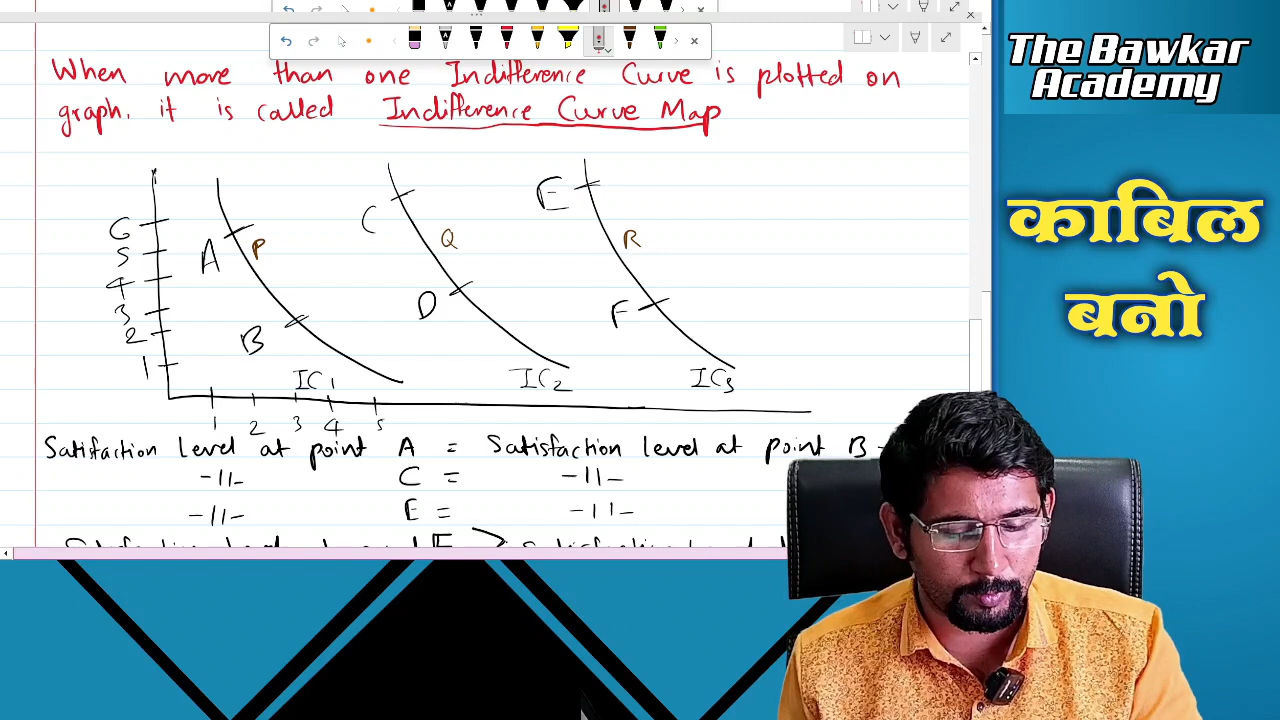 The Bawkar
Academy
काबिल
बनो
When more than one Indifference Curve is plotted on
graph, it is called Indifference Curve Map
6
5
4
3
2
1
A
P
B
IC1
C
Q
D
IC2
E
R
F
IC3
1 2 3 4 5
Satifaction level at point A = Satisfaction level at point B
-11- C = -11-
-11- E = -11-